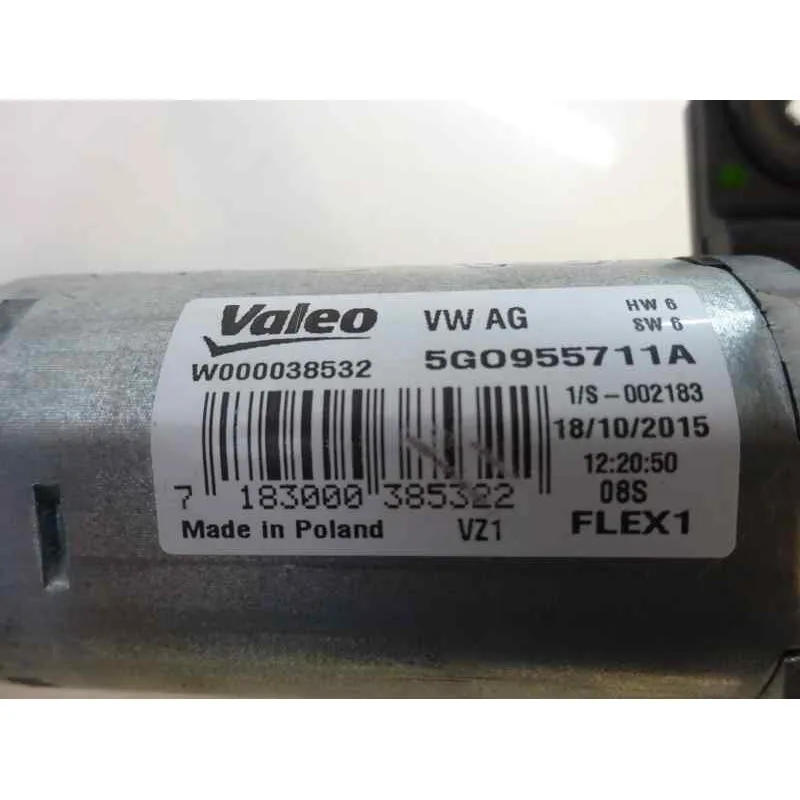 Valeo VW AG HW 6
SW 6
W000038532 5G0955711A
1/S-002183
18/10/2015
12:20:50
7 183000 385322 08S
Made in Poland VZ1 FLEX1